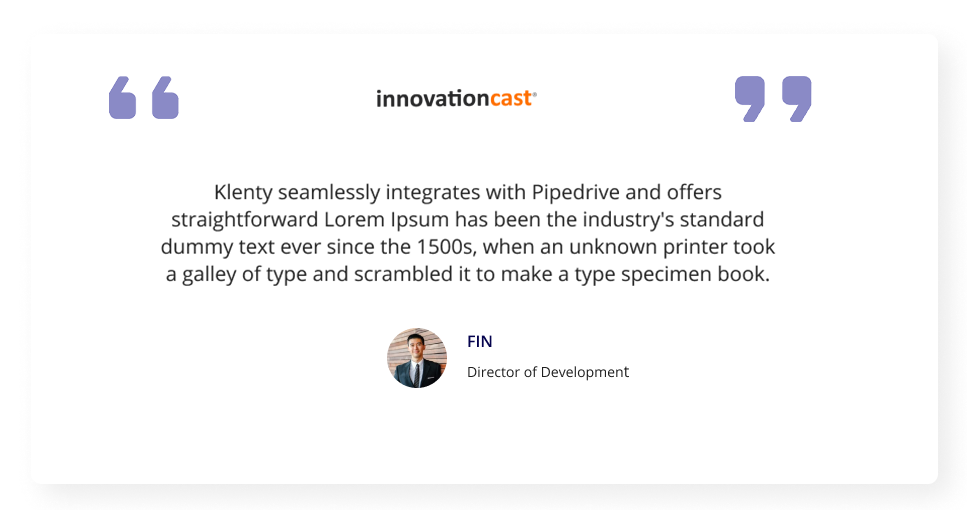 innovationcast®
Klenty seamlessly integrates with Pipedrive and offers
straightforward Lorem Ipsum has been the industry's standard
dummy text ever since the 1500s, when an unknown printer took
a galley of type and scrambled it to make a type specimen book.
FIN
Director of Development